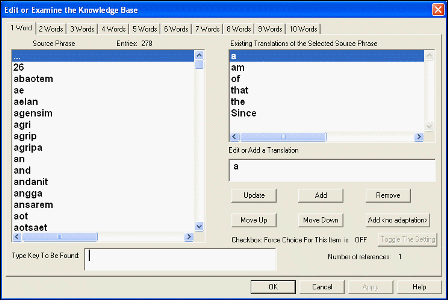 Edit or Examine the Knowledge Base
1 Word 2 Words 3 Words 4 Words 5 Words 6 Words 7 Words 8 Words 9 Words 10 Words
Source Phrase Entries: 278
...
26
abaotem
ae
aelan
agensim
agri
agrip
agripa
an
and
andanit
angga
ansarem
aot
aotsaet
Type Key To Be Found:
Existing Translations of the Selected Source Phrase
a
am
of
that
the
Since
Edit or Add a Translation
a
Update Add Remove
Move Up Move Down Add <no adaptation>
Checkbox: Force Choice For This Item is OFF Toggle The Setting
Number of references: 1
OK Cancel Apply Help